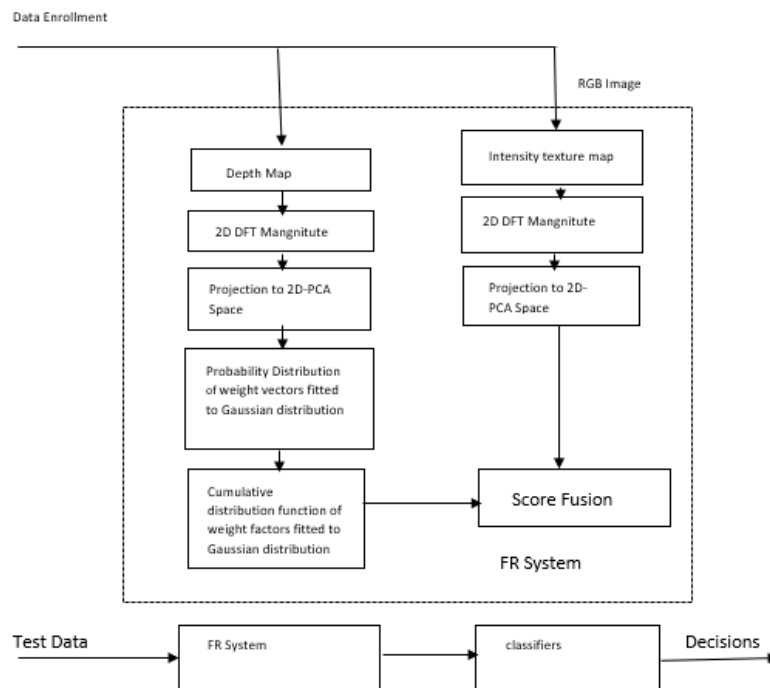 Data Enrollment
RGB Image
Depth Map
2D DFT Mangnitute
Projection to 2D-PCA
Space
Probability Distribution
of weight vectors fitted
to Gaussian distribution
Cumulative
distribution function of
weight factors fitted to
Gaussian distribution
Intensity texture map
2D DFT Mangnitute
Projection to 2D-
PCA Space
Score Fusion
FR System
Test Data
FR System
classifiers
Decisions